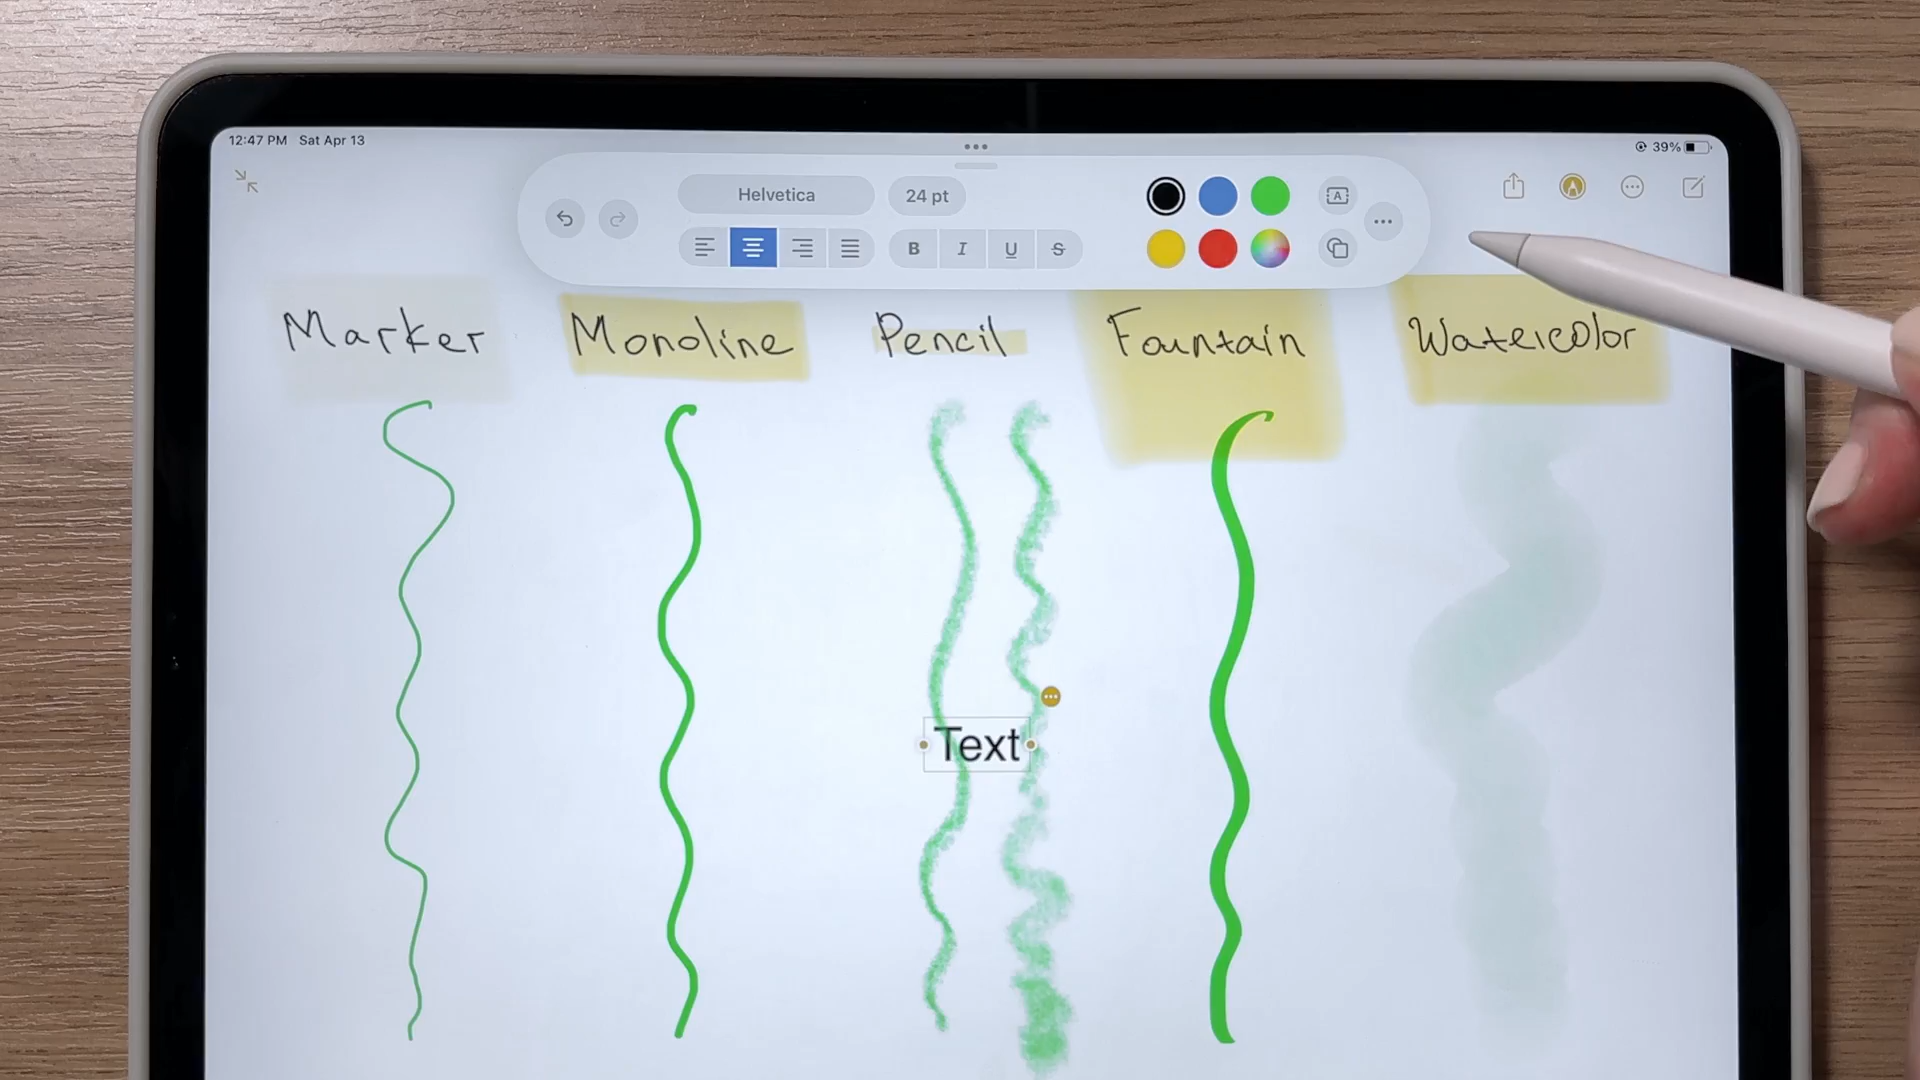 12:47 PM Sat Apr 13
39%
Helvetica 24 pt
A
B I U S
Marker Monoline Pencil Fountain Watercolor
Text